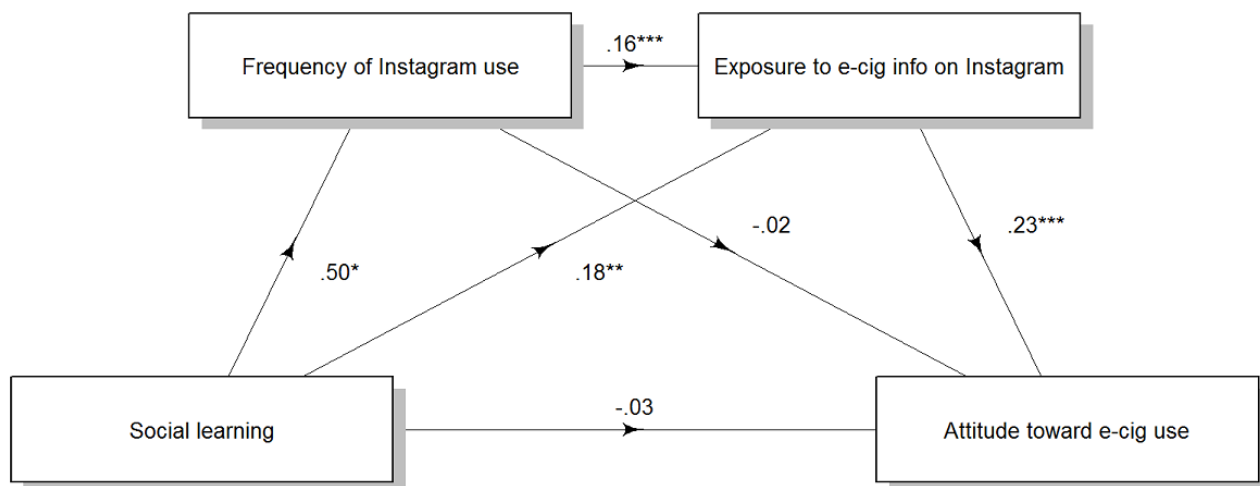 .16***
Frequency of Instagram use
Exposure to e-cig info on Instagram
-.02
.23***
.50*
.18**
-.03
Social learning
Attitude toward e-cig use